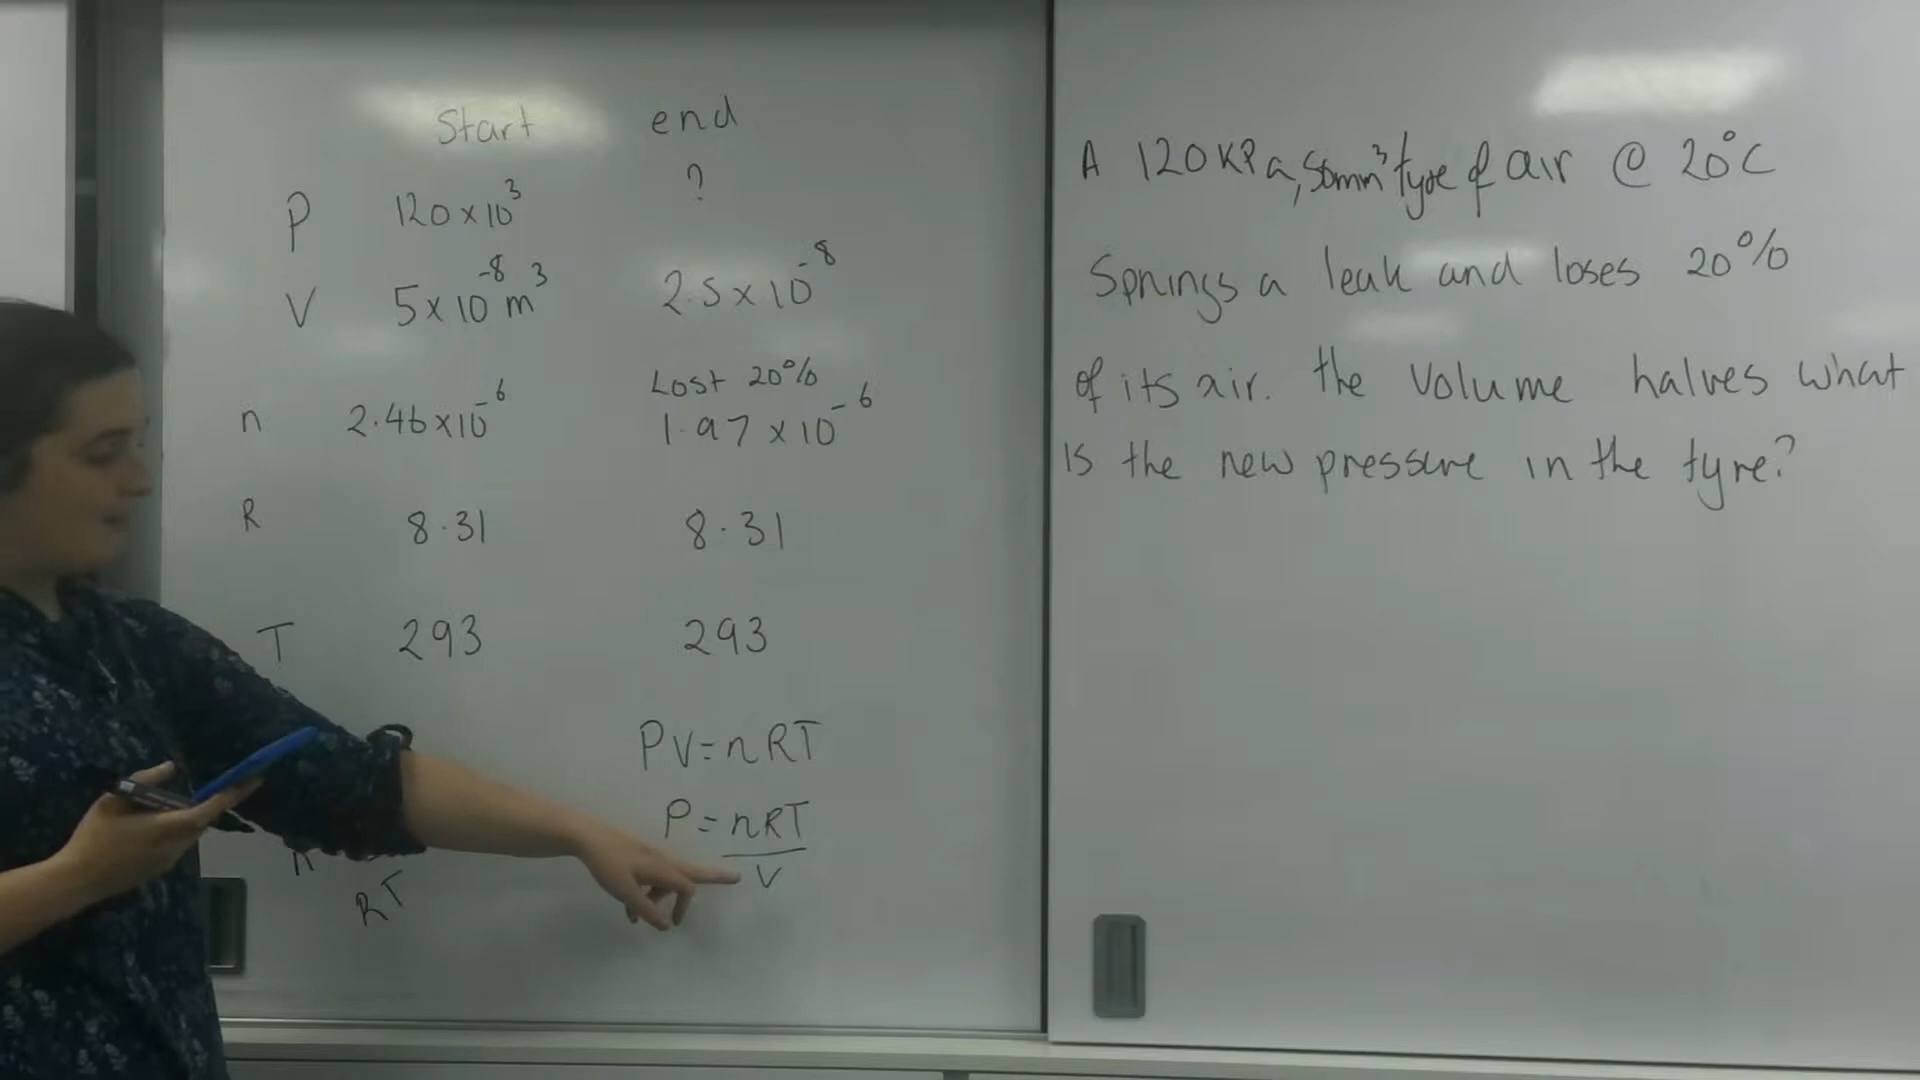 Start end
P 120 x 10³ ?
V 5 x 10⁻⁸ m³ 2.5 x 10⁻⁸
Lost 20%
n 2.46 x 10⁻⁶ 1.97 x 10⁻⁶
R 8.31 8.31
T 293 293
PV = nRT
P = nRT
V
RT
A 120 KPa, 50mm³ tyre of air @ 20°C
Springs a leak and loses 20%
of its air. the volume halves what
is the new pressure in the tyre?